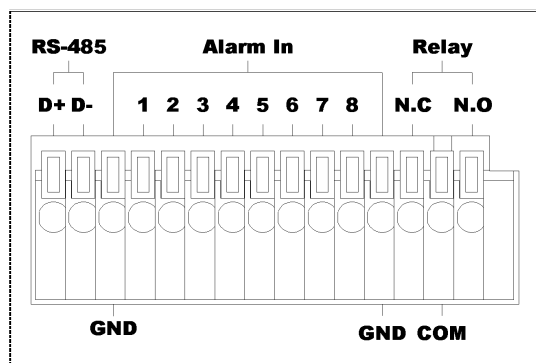 RS-485 Alarm In Relay
D+ D- 1 2 3 4 5 6 7 8 N.C N.O
GND GND COM